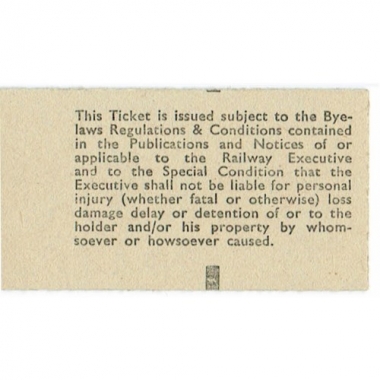 This Ticket is issued subject to the Bye-
laws Regulations & Conditions contained
in the Publications and Notices of or
applicable to the Railway Executive
and to the Special Condition that the
Executive shall not be liable for personal
injury (whether fatal or otherwise) loss
damage delay or detention of or to the
holder and/or his property by whom-
soever or howsoever caused.